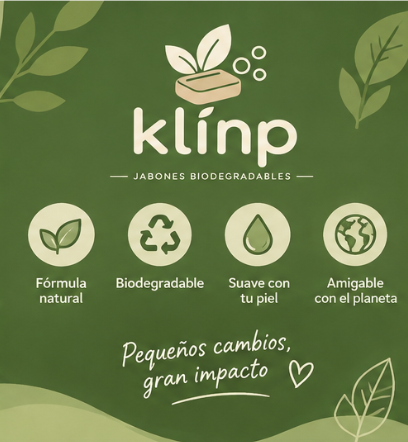 klínp
JABONES BIODEGRADABLES
Fórmula
natural
Biodegradable
Suave con
tu piel
Amigable
con el planeta
Pequeños cambios,
gran impacto